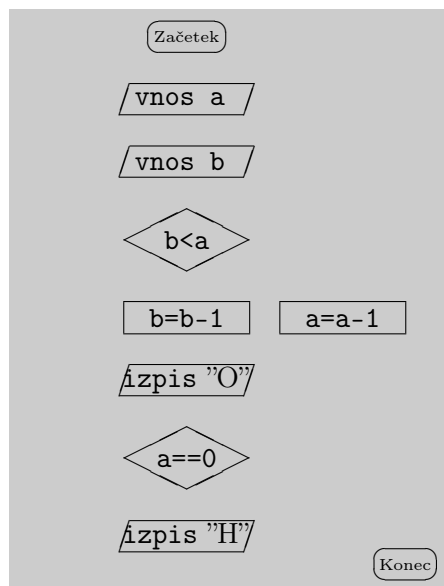 Začetek
vnos a
vnos b
b<a
b=b-1 a=a-1
izpis ”O”
a==0
izpis ”H”
Konec